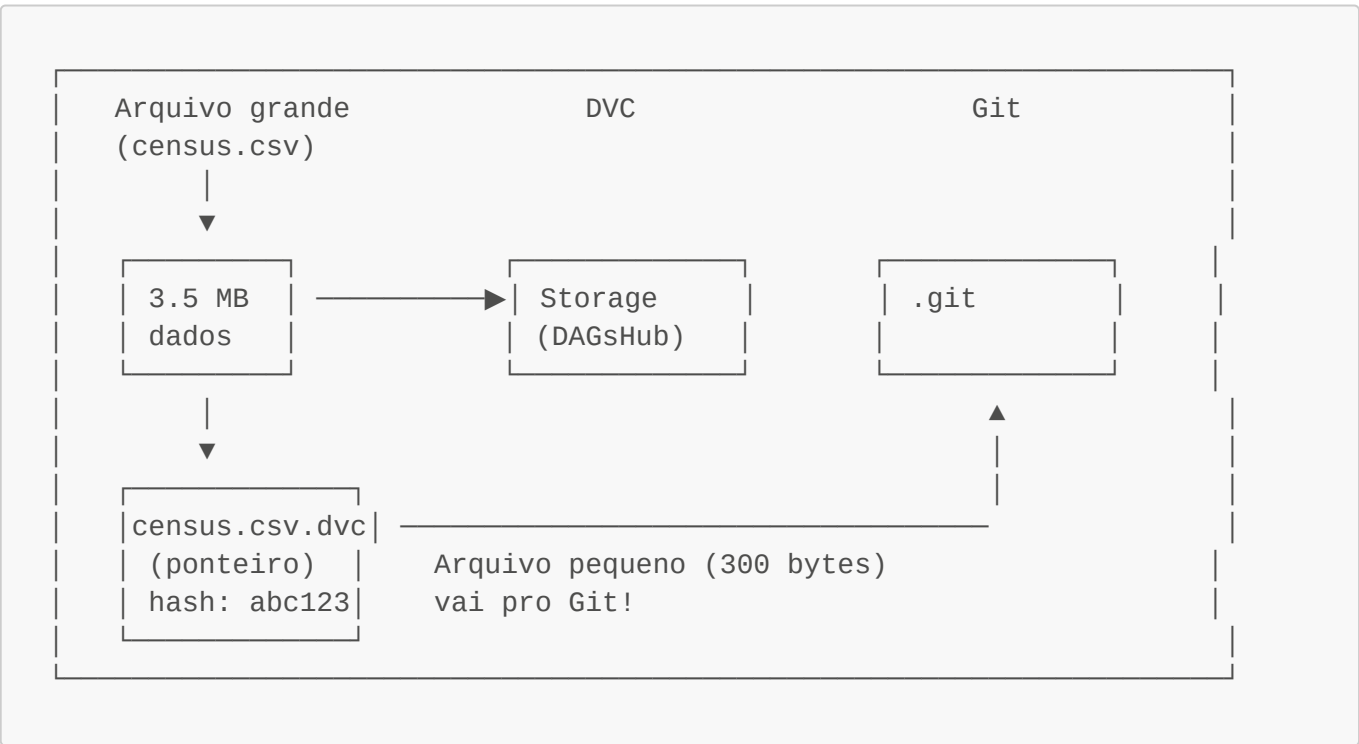 Arquivo grande DVC Git
(census.csv)
3.5 MB Storage .git
dados (DAGsHub)
census.csv.dvc
(ponteiro) Arquivo pequeno (300 bytes)
hash: abc123 vai pro Git!